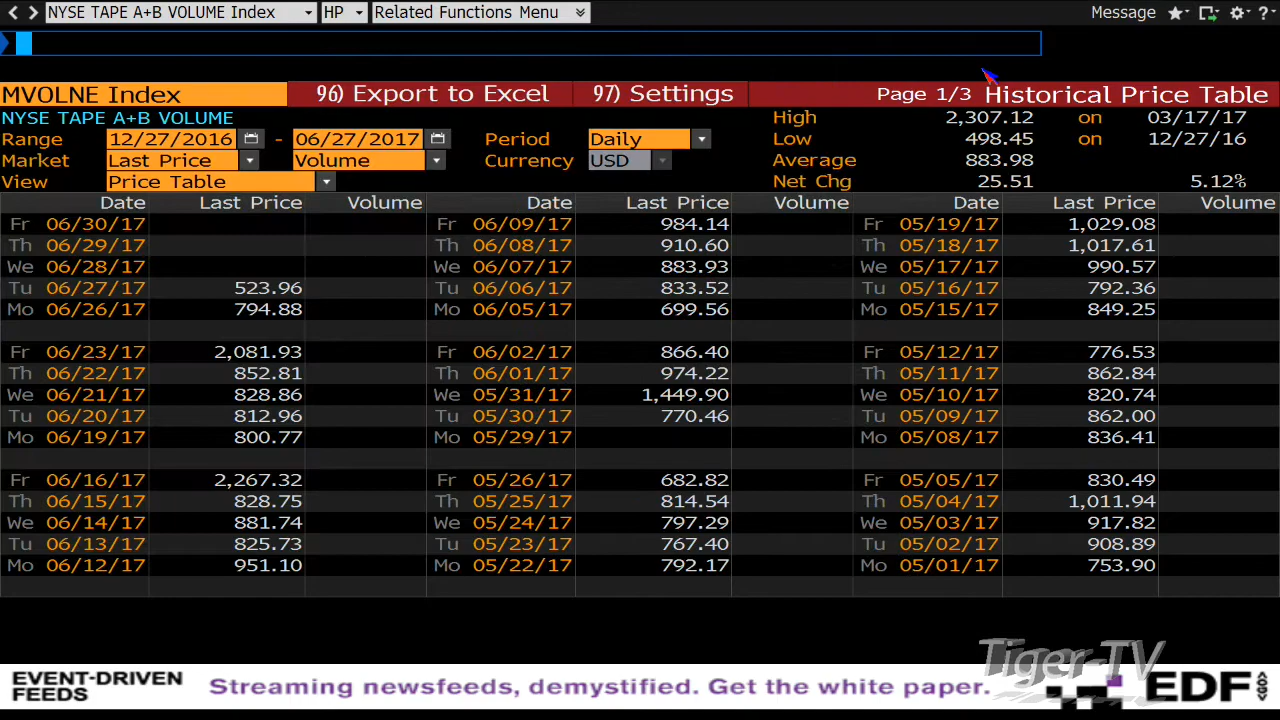 NYSE TAPE A+B VOLUME Index HP Related Functions Menu Message ?
MVOLNE Index 96) Export to Excel 97) Settings Page 1/3 Historical Price Table
NYSE TAPE A+B VOLUME High 2,307.12 on 03/17/17
Range 12/27/2016 - 06/27/2017 Period Daily Low 498.45 on 12/27/16
Market Last Price Volume Currency USD Average 883.98
View Price Table Net Chg 25.51 5.12%
Date Last Price Volume Date Last Price Volume Date Last Price Volume
Fr 06/30/17 Fr 06/09/17 984.14 Fr 05/19/17 1,029.08
Th 06/29/17 Th 06/08/17 910.60 Th 05/18/17 1,017.61
We 06/28/17 We 06/07/17 883.93 We 05/17/17 990.57
Tu 06/27/17 523.96 Tu 06/06/17 833.52 Tu 05/16/17 792.36
Mo 06/26/17 794.88 Mo 06/05/17 699.56 Mo 05/15/17 849.25
Fr 06/23/17 2,081.93 Fr 06/02/17 866.40 Fr 05/12/17 776.53
Th 06/22/17 852.81 Th 06/01/17 974.22 Th 05/11/17 862.84
We 06/21/17 828.86 We 05/31/17 1,449.90 We 05/10/17 820.74
Tu 06/20/17 812.96 Tu 05/30/17 770.46 Tu 05/09/17 862.00
Mo 06/19/17 800.77 Mo 05/29/17 Mo 05/08/17 836.41
Fr 06/16/17 2,267.32 Fr 05/26/17 682.82 Fr 05/05/17 830.49
Th 06/15/17 828.75 Th 05/25/17 814.54 Th 05/04/17 1,011.94
We 06/14/17 881.74 We 05/24/17 797.29 We 05/03/17 917.82
Tu 06/13/17 825.73 Tu 05/23/17 767.40 Tu 05/02/17 908.89
Mo 06/12/17 951.10 Mo 05/22/17 792.17 Mo 05/01/17 753.90
Tiger-TV
EVENT-DRIVEN
FEEDS
Streaming newsfeeds, demystified. Get the white paper.
EDF